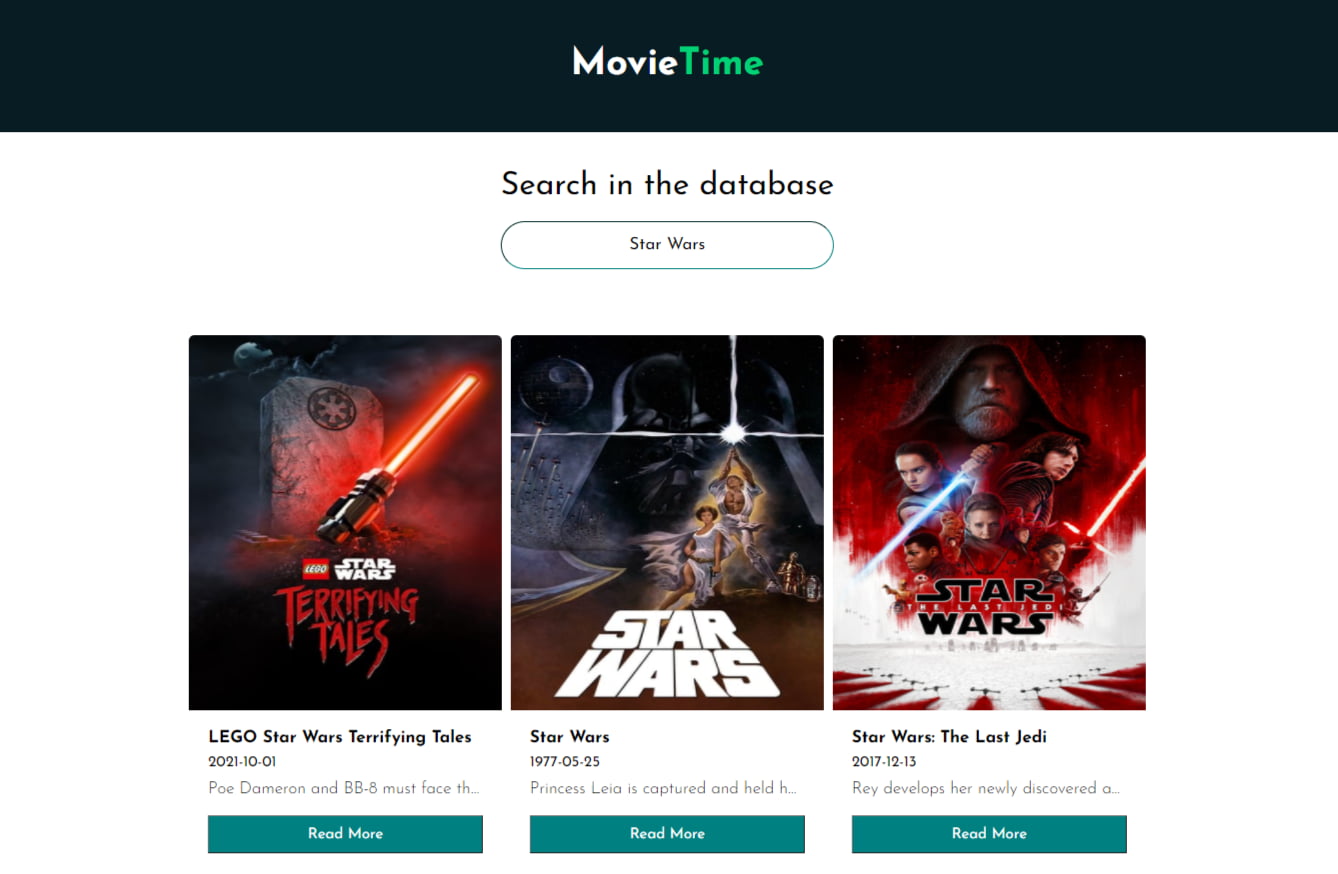 MovieTime
Search in the database
Star Wars
LEGO STAR WARS
TERRIFYING
TALES
STAR
WARS
STAR
THE LAST JEDI
WARS
LEGO Star Wars Terrifying Tales
2021-10-01
Poe Dameron and BB-8 must face th...
Read More
Star Wars
1977-05-25
Princess Leia is captured and held h...
Read More
Star Wars: The Last Jedi
2017-12-13
Rey develops her newly discovered a...
Read More